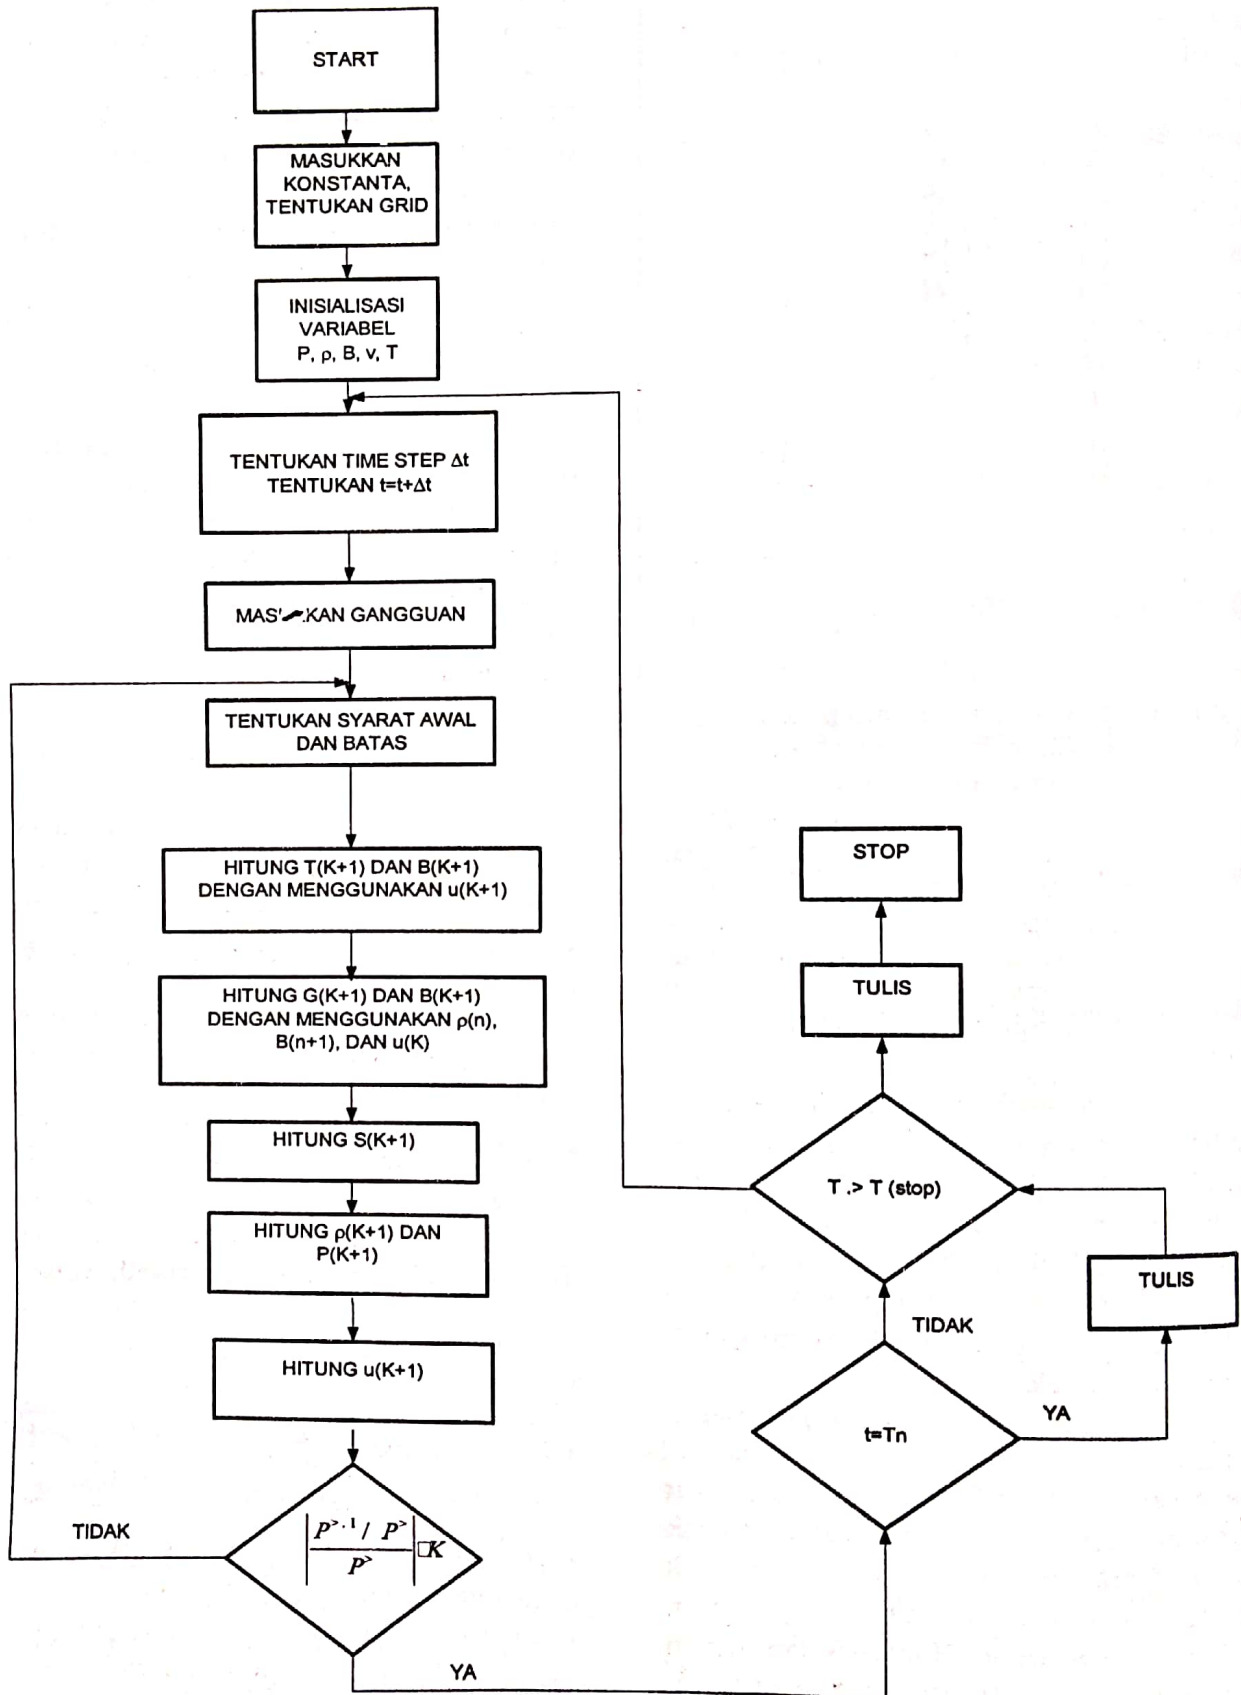 START
MASUKKAN
KONSTANTA,
TENTUKAN GRID
INISIALISASI
VARIABEL
P, ρ, B, v, T
TENTUKAN TIME STEP Δt
TENTUKAN t=t+Δt
GANGGUAN
TENTUKAN SYARAT AWAL
DAN BATAS
HITUNG T(K+1) DAN B(K+1)
DENGAN MENGGUNAKAN u(K+1)
HITUNG G(K+1) DAN B(K+1)
DENGAN MENGGUNAKAN ρ(n),
B(n+1), DAN u(K)
HITUNG S(K+1)
HITUNG ρ(K+1) DAN
P(K+1)
HITUNG u(K+1)
|P^{>.1} / P^{>}
P^{>}| □K
TIDAK
YA
t=Tn
YA
TIDAK
TULIS
T .> T (stop)
TULIS
STOP